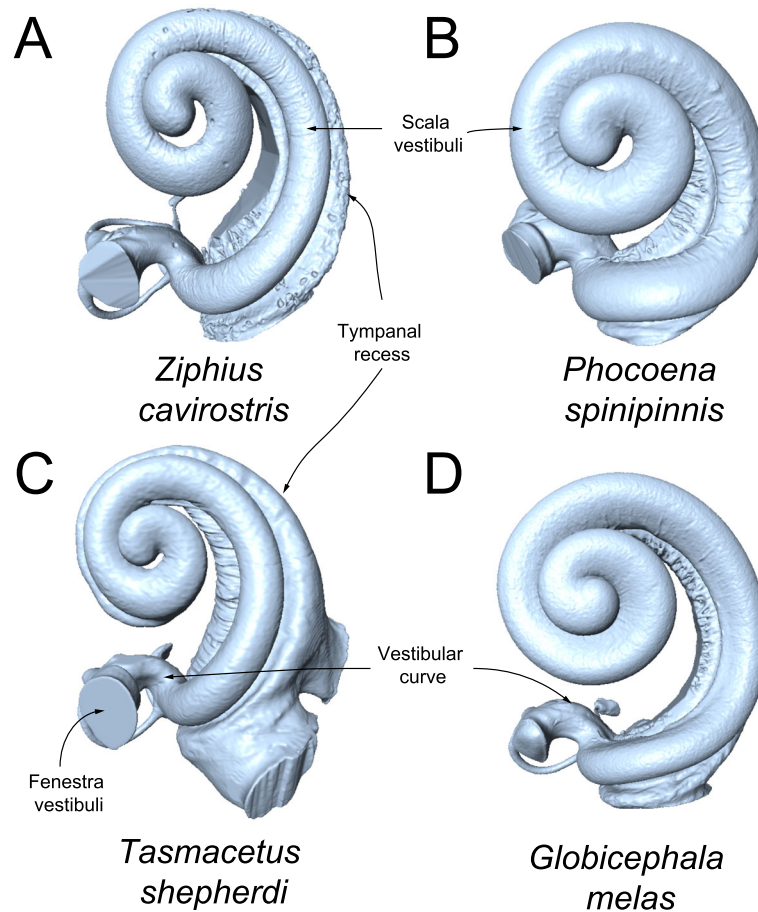 A
B
Scala
vestibuli
Tympanal
recess
Ziphius
cavirostris
Phocoena
spinipinnis
C
D
Vestibular
curve
Fenestra
vestibuli
Tasmacetus
shepherdi
Globicephala
melas